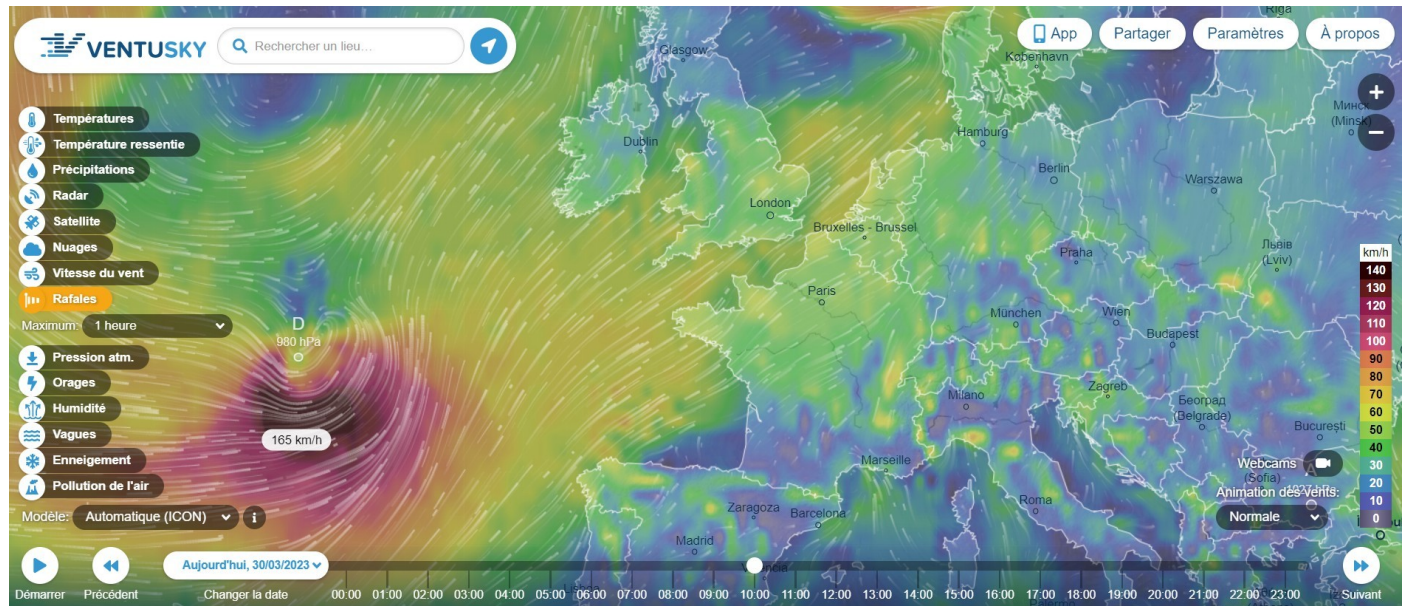 VENTUSKY
Rechercher un lieu...
App
Partager
Paramètres
À propos
Températures
Température ressentie
Précipitations
Radar
Satellite
Nuages
Vitesse du vent
Rafales
Maximum: 1 heure
Pression atm.
Orages
Humidité
Vagues
Enneigement
Pollution de l'air
Modèle: Automatique (ICON) i
D
980 hPa
165 km/h
Riga
Glasgow
København
Минск
(Minsk)
Dublin
Hamburg
Berlin
Warszawa
London
Bruxelles - Brussel
Львів
(Lviv)
Praha
Paris
München
Wien
Budapest
Milano
Zagreb
Београд
(Belgrade)
București
Marseille
(Sofia)
Roma
Zaragoza
Barcelona
Madrid
km/h
140
130
120
110
100
90
80
70
60
50
40
30
20
10
0
Webcams
Animation des vents:
Normale
Démarrer
Précédent
Aujourd'hui, 30/03/2023
Changer la date
00:00 01:00 02:00 03:00 04:00 05:00 06:00 07:00 08:00 09:00 10:00 11:00 12:00 13:00 14:00 15:00 16:00 17:00 18:00 19:00 20:00 21:00 22:00 23:00
Suivant